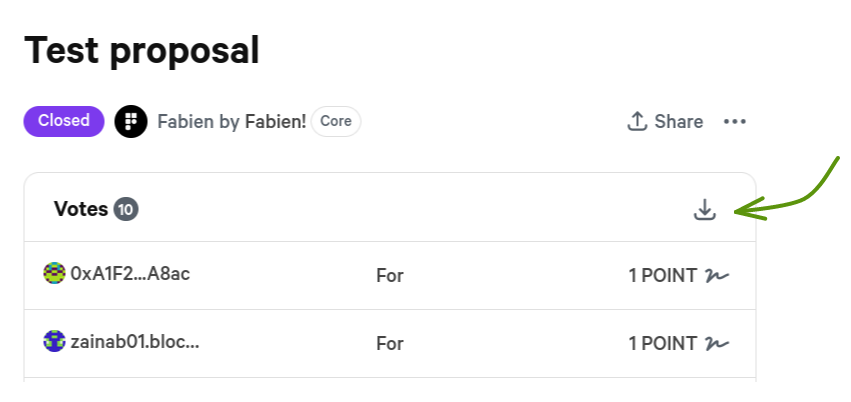 Test proposal
Closed Fabien by Fabien! Core Share
Votes 10
0xA1F2...A8ac For 1 POINT
zainab01.bloc... For 1 POINT